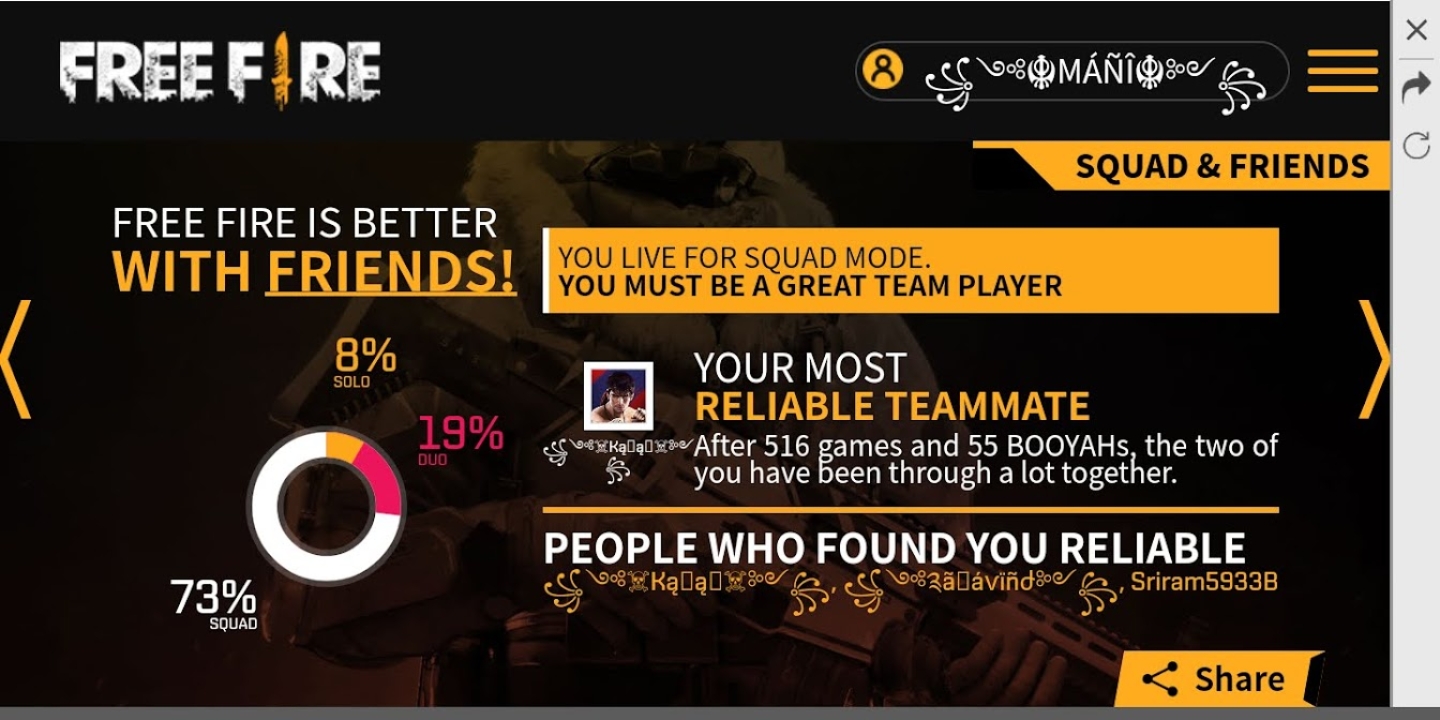 FREE FIRE
MÁÑÎ
SQUAD & FRIENDS
FREE FIRE IS BETTER
WITH FRIENDS!
YOU LIVE FOR SQUAD MODE.
YOU MUST BE A GREAT TEAM PLAYER
8%
SOLO
19%
DUO
73%
SQUAD
YOUR MOST
RELIABLE TEAMMATE
After 516 games and 55 BOOYAHs, the two of
you have been through a lot together.
PEOPLE WHO FOUND YOU RELIABLE
Sriram5933B
Share